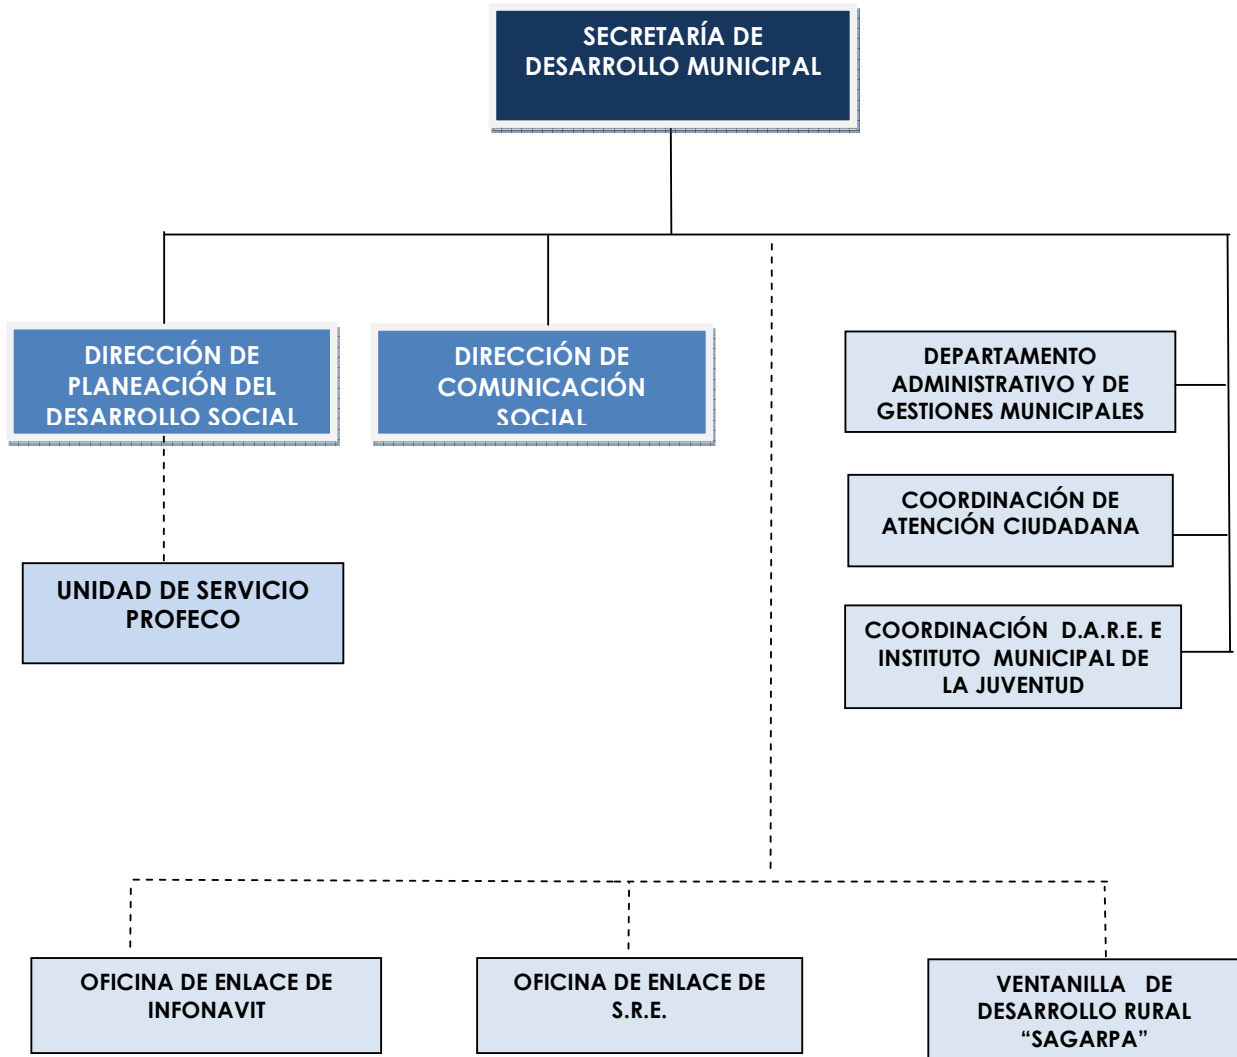 SECRETARÍA DE
DESARROLLO MUNICIPAL
DIRECCIÓN DE
PLANEACIÓN DEL
DESARROLLO SOCIAL
DIRECCIÓN DE
COMUNICACIÓN
SOCIAL
DEPARTAMENTO
ADMINISTRATIVO Y DE
GESTIONES MUNICIPALES
COORDINACIÓN DE
ATENCIÓN CIUDADANA
UNIDAD DE SERVICIO
PROFECO
COORDINACIÓN D.A.R.E. E
INSTITUTO MUNICIPAL DE
LA JUVENTUD
OFICINA DE ENLACE DE
INFONAVIT
OFICINA DE ENLACE DE
S.R.E.
VENTANILLA DE
DESARROLLO RURAL
“SAGARPA”